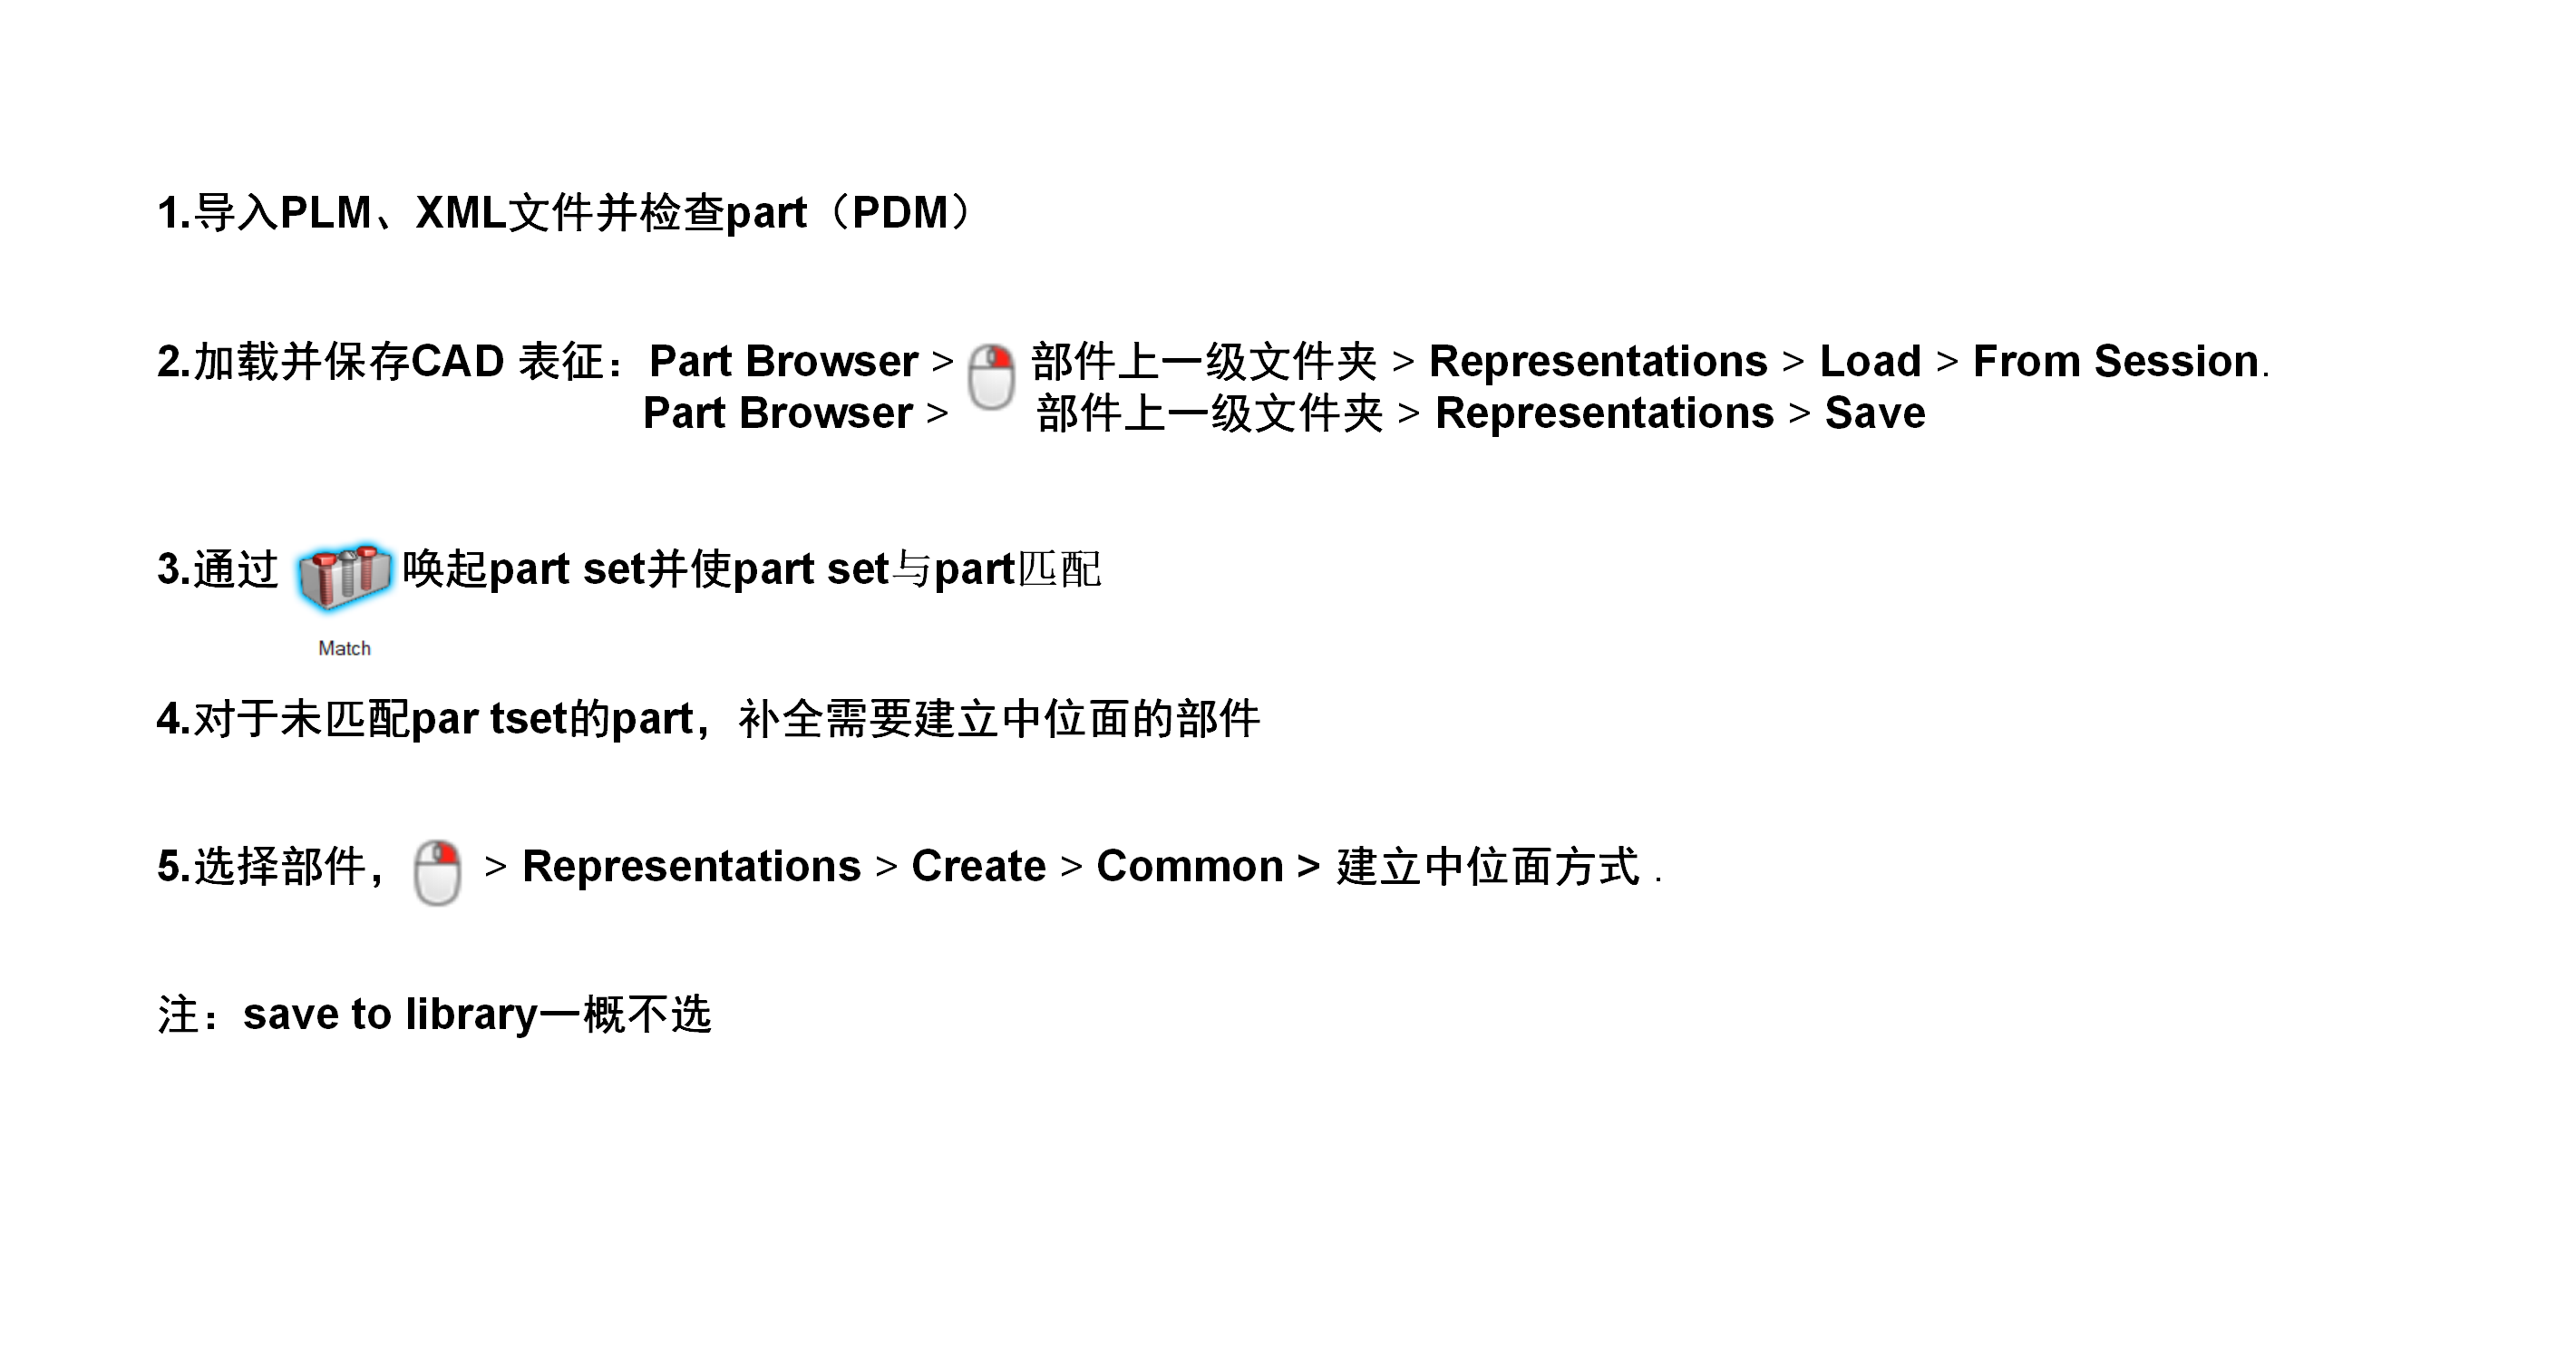 1.导入PLM、XML文件并检查part（PDM）
2.加载并保存CAD 表征：Part Browser > 部件上一级文件夹 > Representations > Load > From Session.
Part Browser > 部件上一级文件夹 > Representations > Save
3.通过 唤起part set并使part set与part匹配
Match
4.对于未匹配par tset的part，补全需要建立中位面的部件
5.选择部件， > Representations > Create > Common > 建立中位面方式 .
注：save to library一概不选